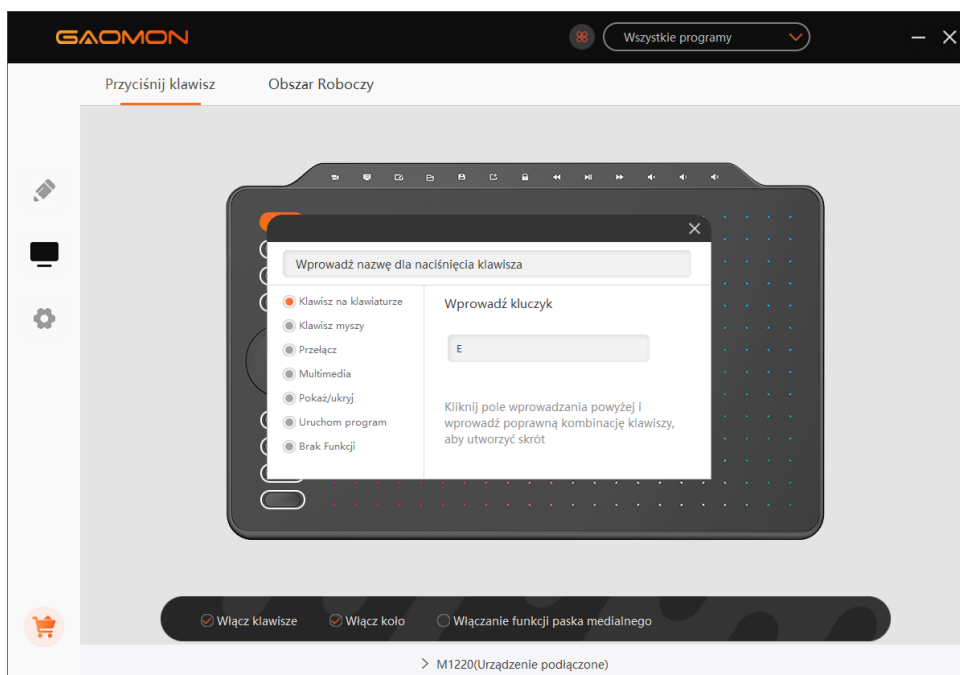 GAOMON
Wszystkie programy
Przyciśnij klawisz
Obszar Roboczy
Wprowadź nazwę dla naciśnięcia klawisza
Klawisz na klawiaturze
Klawisz myszy
Przełącz
Multimedia
Pokaż/ukryj
Uruchom program
Brak Funkcji
Wprowadź kluczyk
E
Kliknij pole wprowadzania powyżej i
wprowadź poprawną kombinację klawiszy,
aby utworzyć skrót
Włącz klawisze
Włącz koło
Włączanie funkcji paska medialnego
M1220(Urządzenie podłączone)